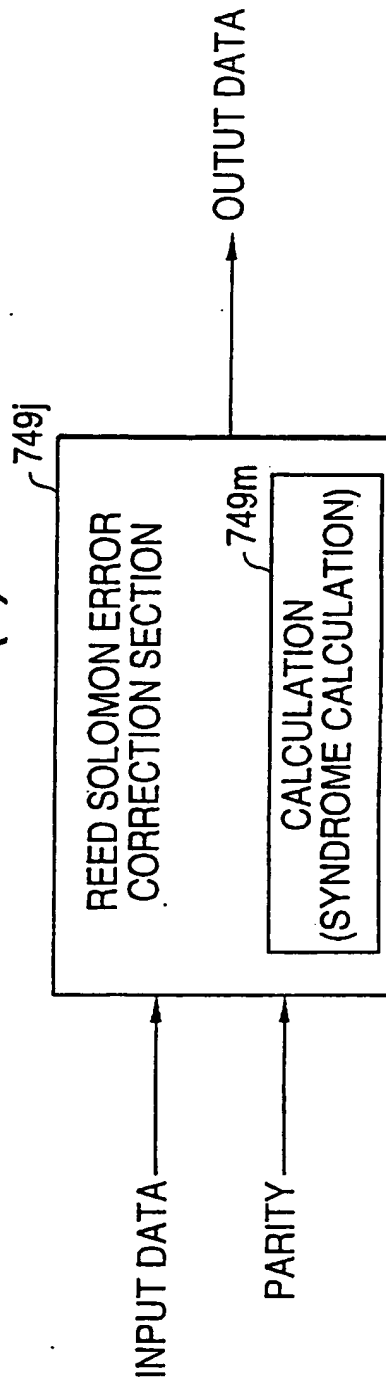 749j
REED SOLOMON ERROR
CORRECTION SECTION
749m
CALCULATION
(SYNDROME CALCULATION)
INPUT DATA
PARITY
OUTUT DATA